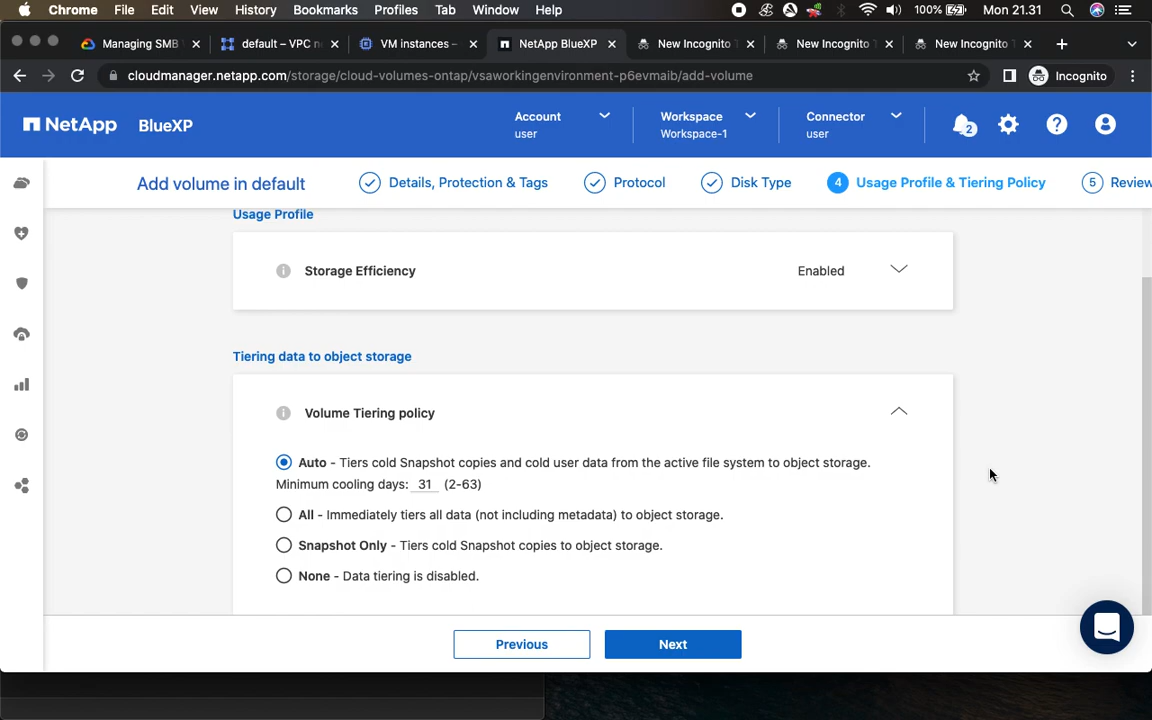 Chrome File Edit View History Bookmarks Profiles Tab Window Help 100% Mon 21.31
Managing SMB default – VPC n VM instances – NetApp BlueXP New Incognito T New Incognito T New Incognito T
cloudmanager.netapp.com/storage/cloud-volumes-ontap/vsaworkingenvironment-p6evmaib/add-volume Incognito
NetApp BlueXP Account Workspace Connector 2
user Workspace-1 user
Add volume in default Details, Protection & Tags Protocol Disk Type 4 Usage Profile & Tiering Policy 5 Review
Usage Profile
Storage Efficiency Enabled
Tiering data to object storage
Volume Tiering policy
Auto - Tiers cold Snapshot copies and cold user data from the active file system to object storage.
Minimum cooling days: 31 (2-63)
All - Immediately tiers all data (not including metadata) to object storage.
Snapshot Only - Tiers cold Snapshot copies to object storage.
None - Data tiering is disabled.
Previous Next